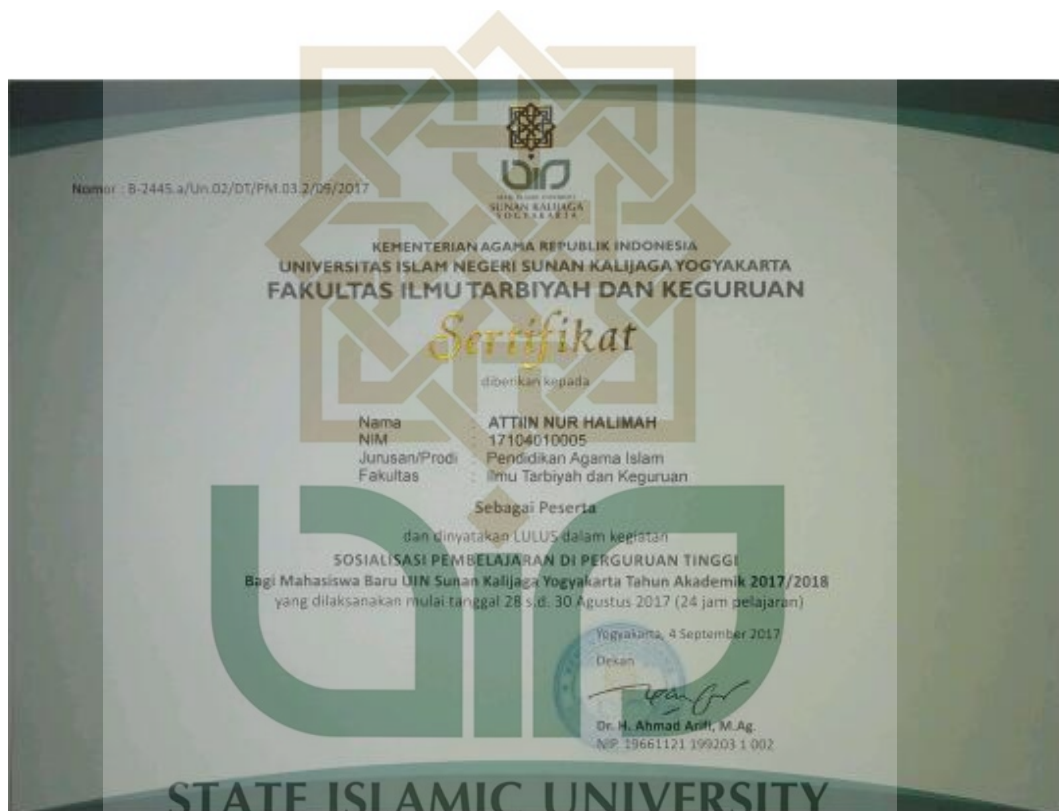 Nomor : B-2445.a/Un.02/DT/PM.03.2/09/2017
UIN
STATE ISLAMIC UNIVERSITY
SUNAN KALIJAGA
YOGYAKARTA
KEMENTERIAN AGAMA REPUBLIK INDONESIA
UNIVERSITAS ISLAM NEGERI SUNAN KALIJAGA YOGYAKARTA
FAKULTAS ILMU TARBIYAH DAN KEGURUAN
Sertifikat
diberikan kepada
Nama : ATTIIN NUR HALIMAH
NIM : 17104010005
Jurusan/Prodi : Pendidikan Agama Islam
Fakultas : Ilmu Tarbiyah dan Keguruan
Sebagai Peserta
dan dinyatakan LULUS dalam kegiatan
SOSIALISASI PEMBELAJARAN DI PERGURUAN TINGGI
Bagi Mahasiswa Baru UIN Sunan Kalijaga Yogyakarta Tahun Akademik 2017/2018
yang dilaksanakan mulai tanggal 28 s.d. 30 Agustus 2017 (24 jam pelajaran)
Yogyakarta, 4 September 2017
Dekan
Dr. H. Ahmad Arifi, M.Ag.
NIP. 19661121 199203 1 002
UIN
STATE ISLAMIC UNIVERSITY